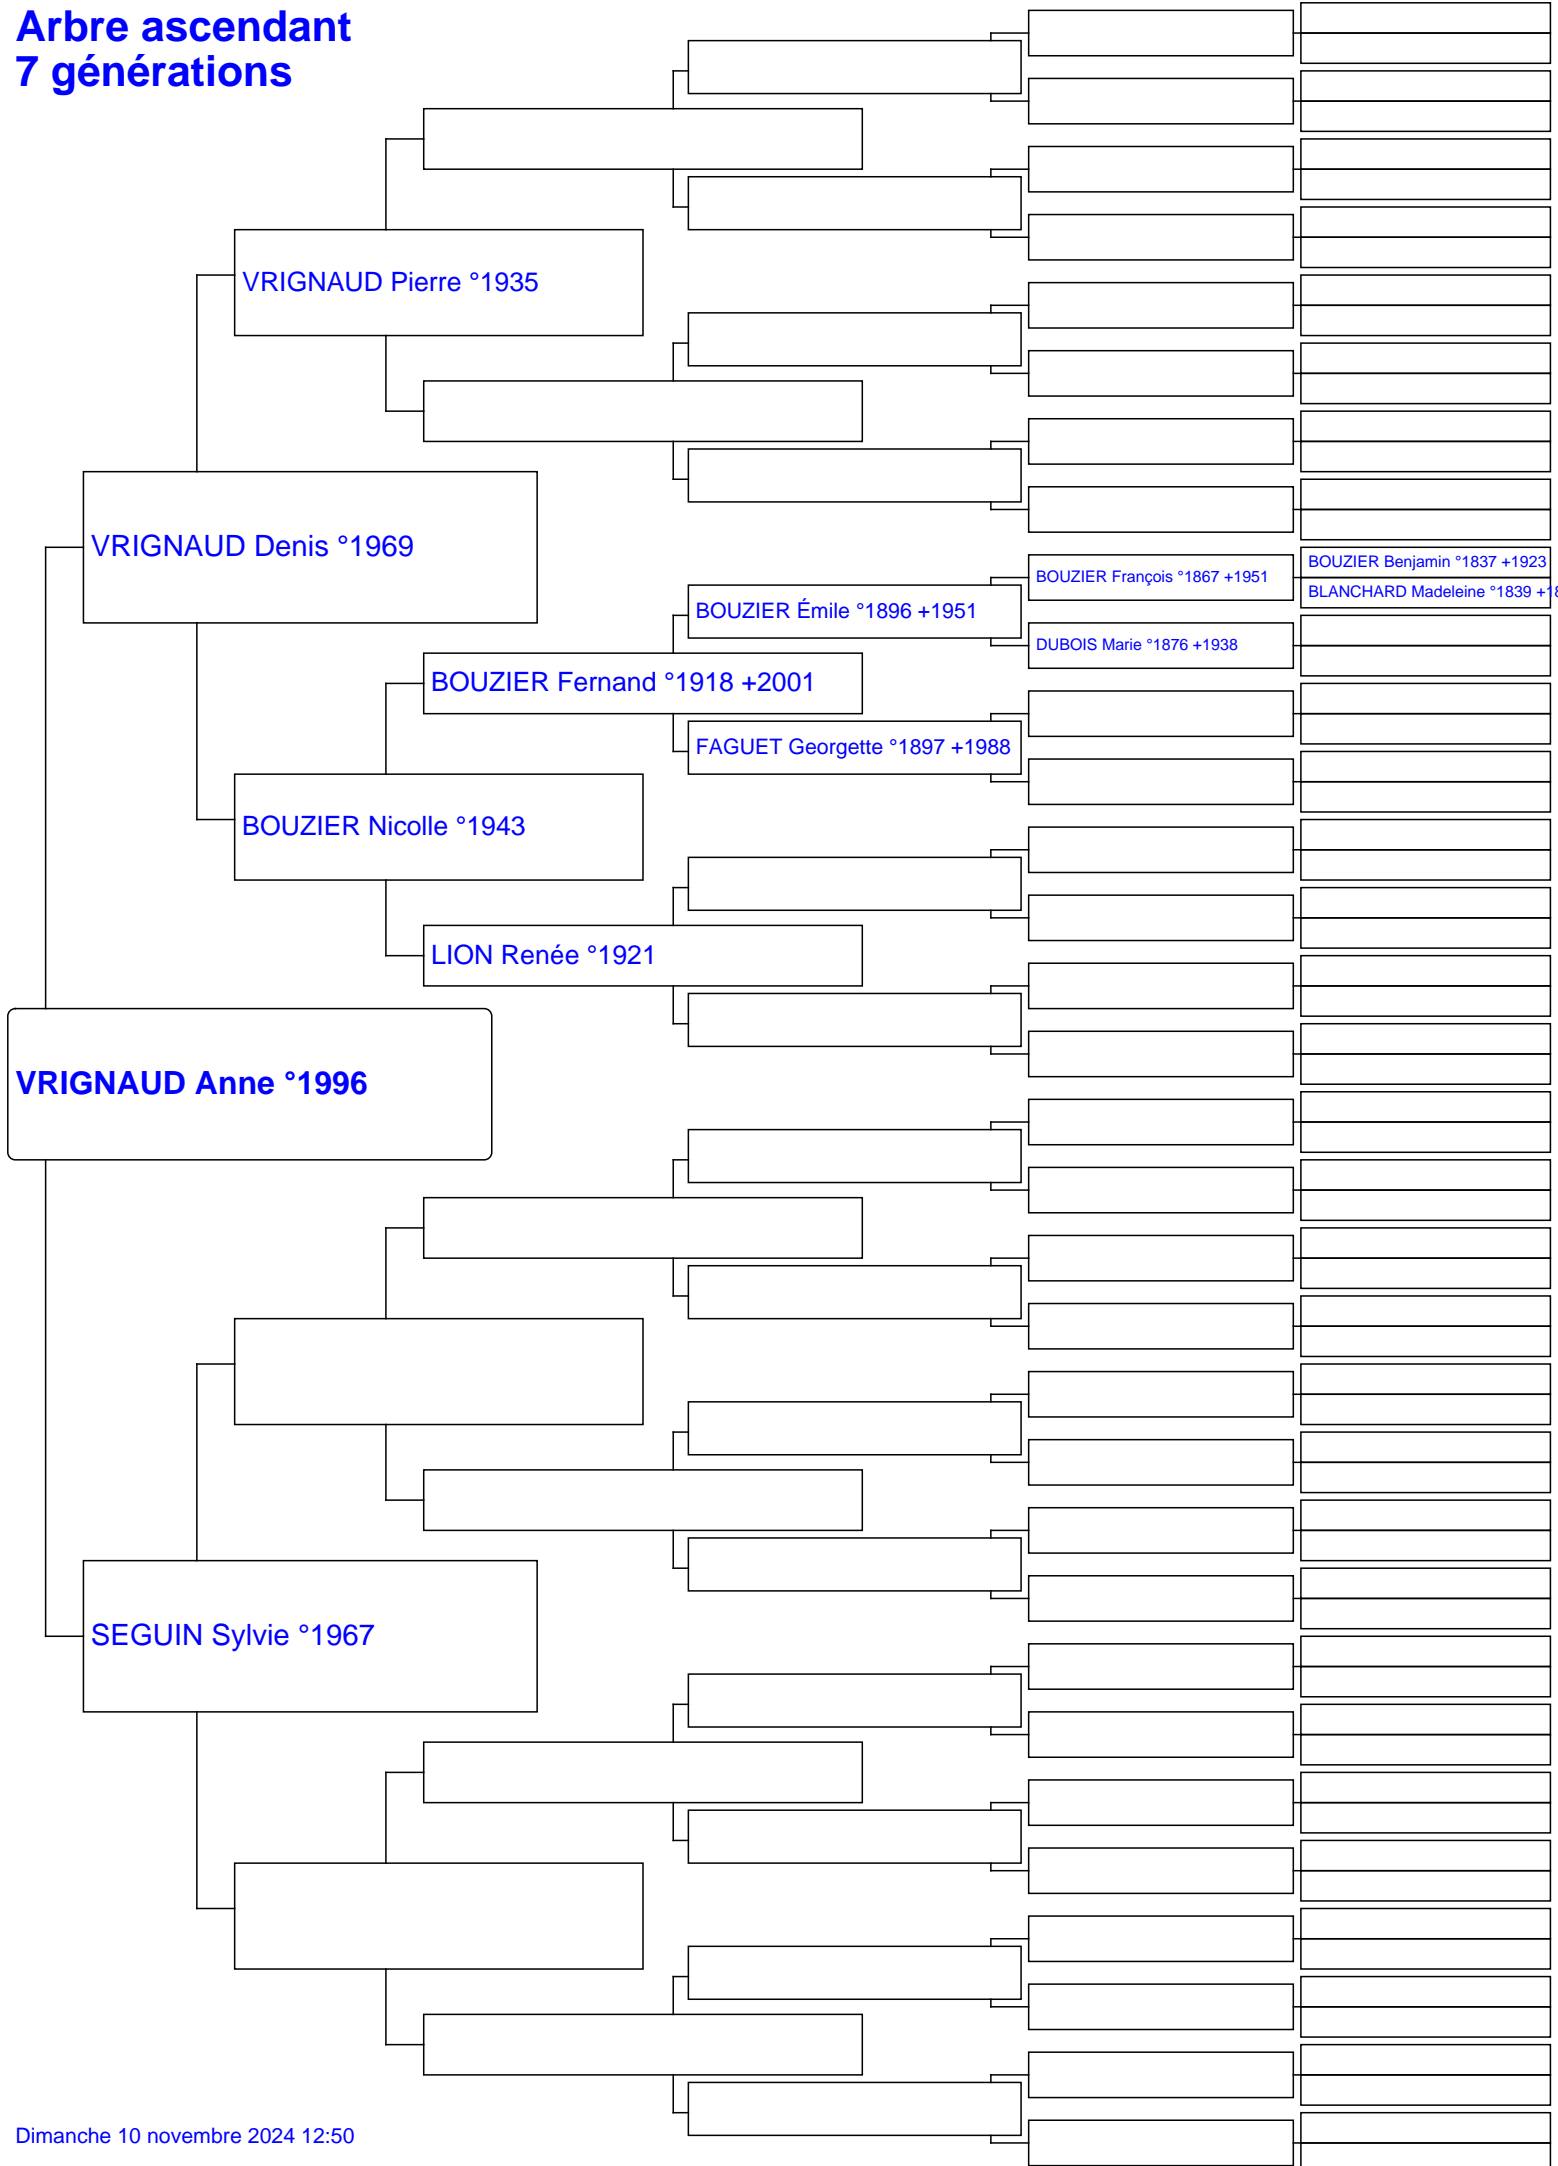 Arbre ascendant
7 générations
VRIGNAUD Pierre °1935
VRIGNAUD Denis °1969
BOUZIER Benjamin °1837 +1923
BOUZIER François °1867 +1951
BLANCHARD Madeleine °1839
BOUZIER Émile °1896 +1951
DUBOIS Marie °1876 +1938
BOUZIER Fernand °1918 +2001
FAGUET Georgette °1897 +1988
BOUZIER Nicolle °1943
LION Renée °1921
VRIGNAUD Anne °1996
SEGUIN Sylvie °1967
Dimanche 10 novembre 2024 12:50